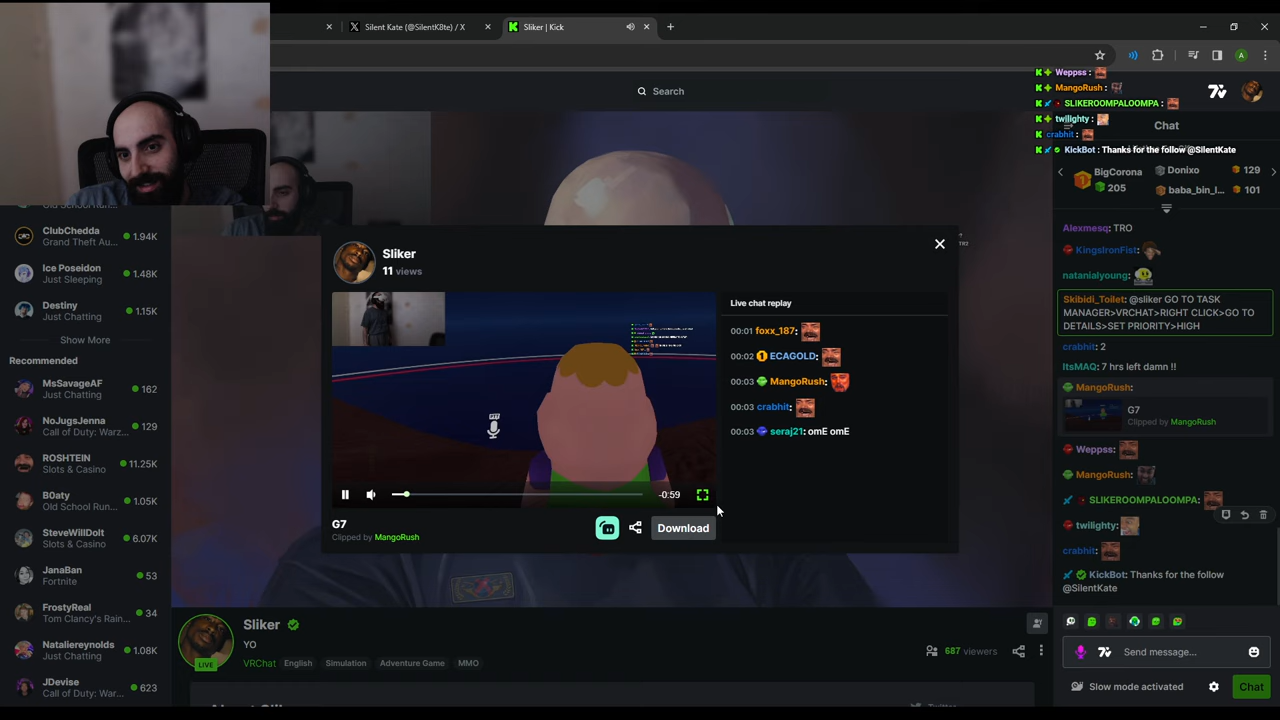 Silent Kate (@SilentK8te) / X
Sliker | Kick
A
Search
Weppss:
MangoRush:
SLIKEROOMPALOOMPA:
twilighty:
crabhit:
KickBot: Thanks for the follow @SilentKate
ClubChedda
Grand Theft Au...
1.94K
Ice Poseidon
Just Sleeping
1.48K
Destiny
Just Chatting
1.15K
Show More
Recommended
MsSavageAF
Just Chatting
162
NoJugsJenna
Call of Duty: Warz...
129
ROSHTEIN
Slots & Casino
11.25K
B0aty
Old School Run...
1.05K
SteveWillDoIt
Slots & Casino
6.07K
JanaBan
Fortnite
53
FrostyReal
Tom Clancy's Rain...
34
Nataliereynolds
Just Chatting
1.08K
JDevise
Call of Duty: War...
623
Sliker
11 views
Live chat replay
00:01 foxx_187:
00:02 ECAGOLD:
00:03 MangoRush:
00:03 crabhit:
00:03 seraj21: omE omE
-0:59
G7
Clipped by MangoRush
Download
Sliker
YO
LIVE
VRChat
English
Simulation
Adventure Game
MMO
687 viewers
Chat
BigCorona
205
Donixo
129
baba_bin_l...
101
Alexmesq: TRO
KingsIronFist:
natanialyoung:
Skibidi_Toilet: @sliker GO TO TASK
MANAGER>VRCHAT>RIGHT CLICK>GO TO
DETAILS>SET PRIORITY>HIGH
crabhit: 2
ItsMAQ: 7 hrs left damn !!
MangoRush:
G7
Clipped by MangoRush
Weppss:
MangoRush:
SLIKEROOMPALOOMPA:
twilighty:
crabhit:
KickBot: Thanks for the follow
@SilentKate
Send message...
Slow mode activated
Chat